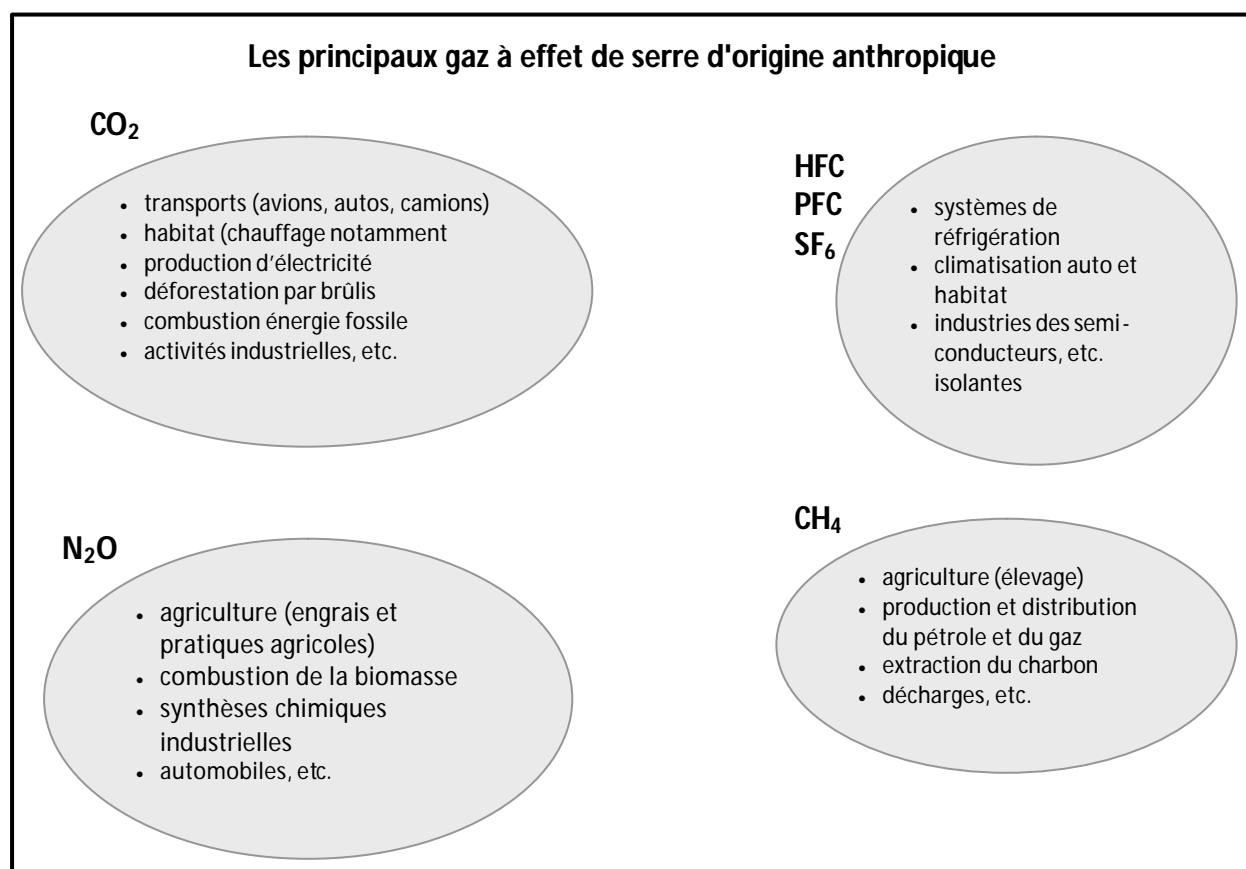 Les principaux gaz à effet de serre d'origine anthropique
CO₂
• transports (avions, autos, camions)
• habitat (chauffage notamment
• production d'électricité
• déforestation par brûlis
• combustion énergie fossile
• activités industrielles, etc.
HFC
PFC
SF₆
• systèmes de
réfrigération
• climatisation auto et
habitat
• industries des semi-
conducteurs, etc.
isolantes
N₂O
• agriculture (engrais et
pratiques agricoles)
• combustion de la biomasse
• synthèses chimiques
industrielles
• automobiles, etc.
CH₄
• agriculture (élevage)
• production et distribution
du pétrole et du gaz
• extraction du charbon
• décharges, etc.